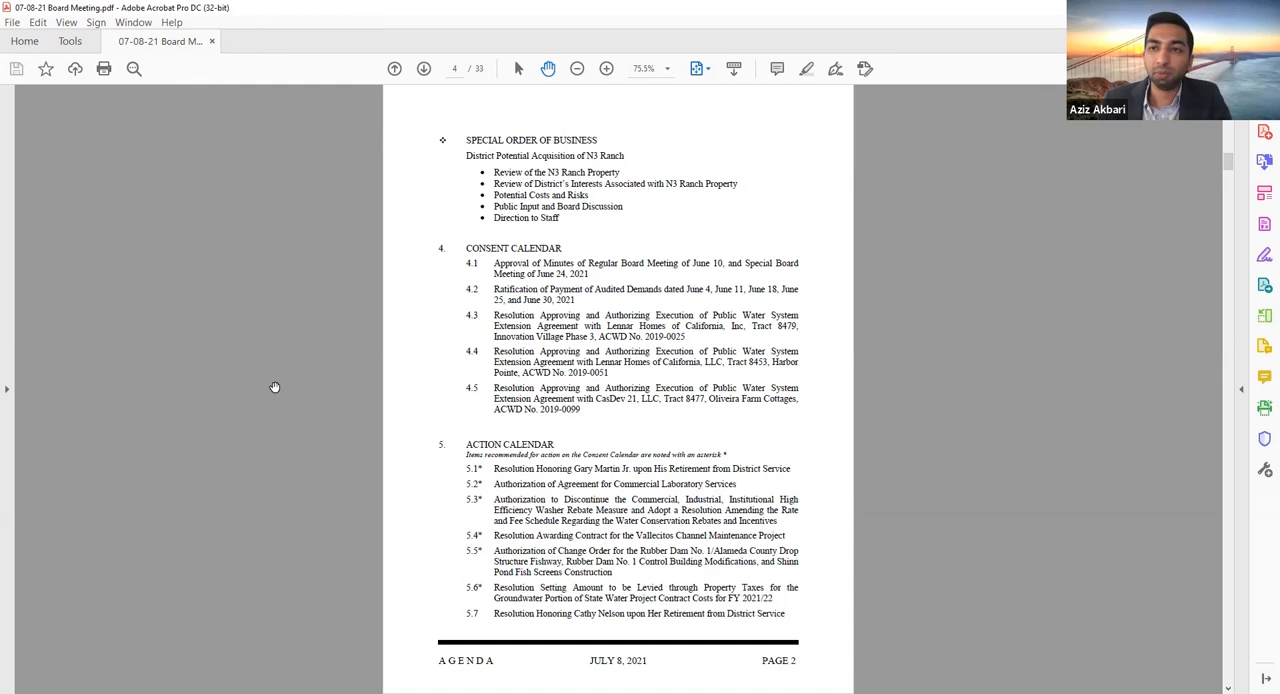 07-08-21 Board Meeting.pdf - Adobe Acrobat Pro DC (32-bit)
File Edit View Sign Window Help
Home Tools 07-08-21 Board M... ×
4 / 33 75.5%
Aziz Akbari
❖ SPECIAL ORDER OF BUSINESS
District Potential Acquisition of N3 Ranch
• Review of the N3 Ranch Property
• Review of District's Interests Associated with N3 Ranch Property
• Potential Costs and Risks
• Public Input and Board Discussion
• Direction to Staff
4. CONSENT CALENDAR
4.1 Approval of Minutes of Regular Board Meeting of June 10, and Special Board
Meeting of June 24, 2021
4.2 Ratification of Payment of Audited Demands dated June 4, June 11, June 18, June
25, and June 30, 2021
4.3 Resolution Approving and Authorizing Execution of Public Water System
Extension Agreement with Lennar Homes of California, Inc, Tract 8479,
Innovation Village Phase 3, ACWD No. 2019-0025
4.4 Resolution Approving and Authorizing Execution of Public Water System
Extension Agreement with Lennar Homes of California, LLC, Tract 8453, Harbor
Pointe, ACWD No. 2019-0051
4.5 Resolution Approving and Authorizing Execution of Public Water System
Extension Agreement with CasDev 21, LLC, Tract 8477, Oliveira Farm Cottages,
ACWD No. 2019-0099
5. ACTION CALENDAR
Items recommended for action on the Consent Calendar are noted with an asterisk *
5.1* Resolution Honoring Gary Martin Jr. upon His Retirement from District Service
5.2* Authorization of Agreement for Commercial Laboratory Services
5.3* Authorization to Discontinue the Commercial, Industrial, Institutional High
Efficiency Washer Rebate Measure and Adopt a Resolution Amending the Rate
and Fee Schedule Regarding the Water Conservation Rebates and Incentives
5.4* Resolution Awarding Contract for the Vallecitos Channel Maintenance Project
5.5* Authorization of Change Order for the Rubber Dam No. 1/Alameda County Drop
Structure Fishway, Rubber Dam No. 1 Control Building Modifications, and Shinn
Pond Fish Screens Construction
5.6* Resolution Setting Amount to be Levied through Property Taxes for the
Groundwater Portion of State Water Project Contract Costs for FY 2021/22
5.7 Resolution Honoring Cathy Nelson upon Her Retirement from District Service
AGENDA JULY 8, 2021 PAGE 2